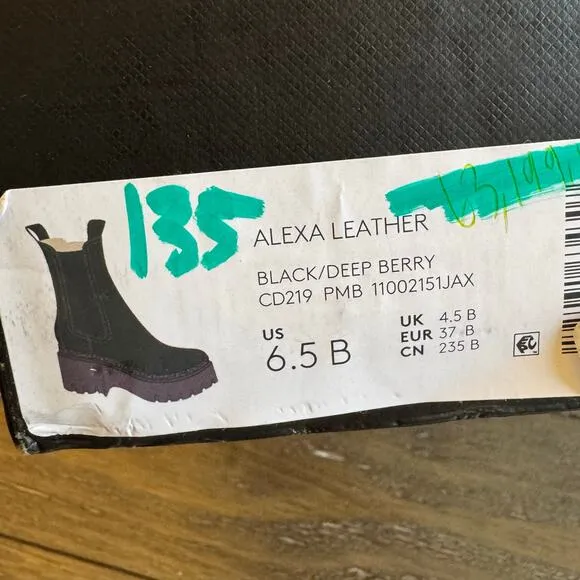 135
ALEXA LEATHER
BLACK/DEEP BERRY
CD219 PMB 11002151JAX
US 6.5 B
UK 4.5 B
EUR 37 B
CN 235 B